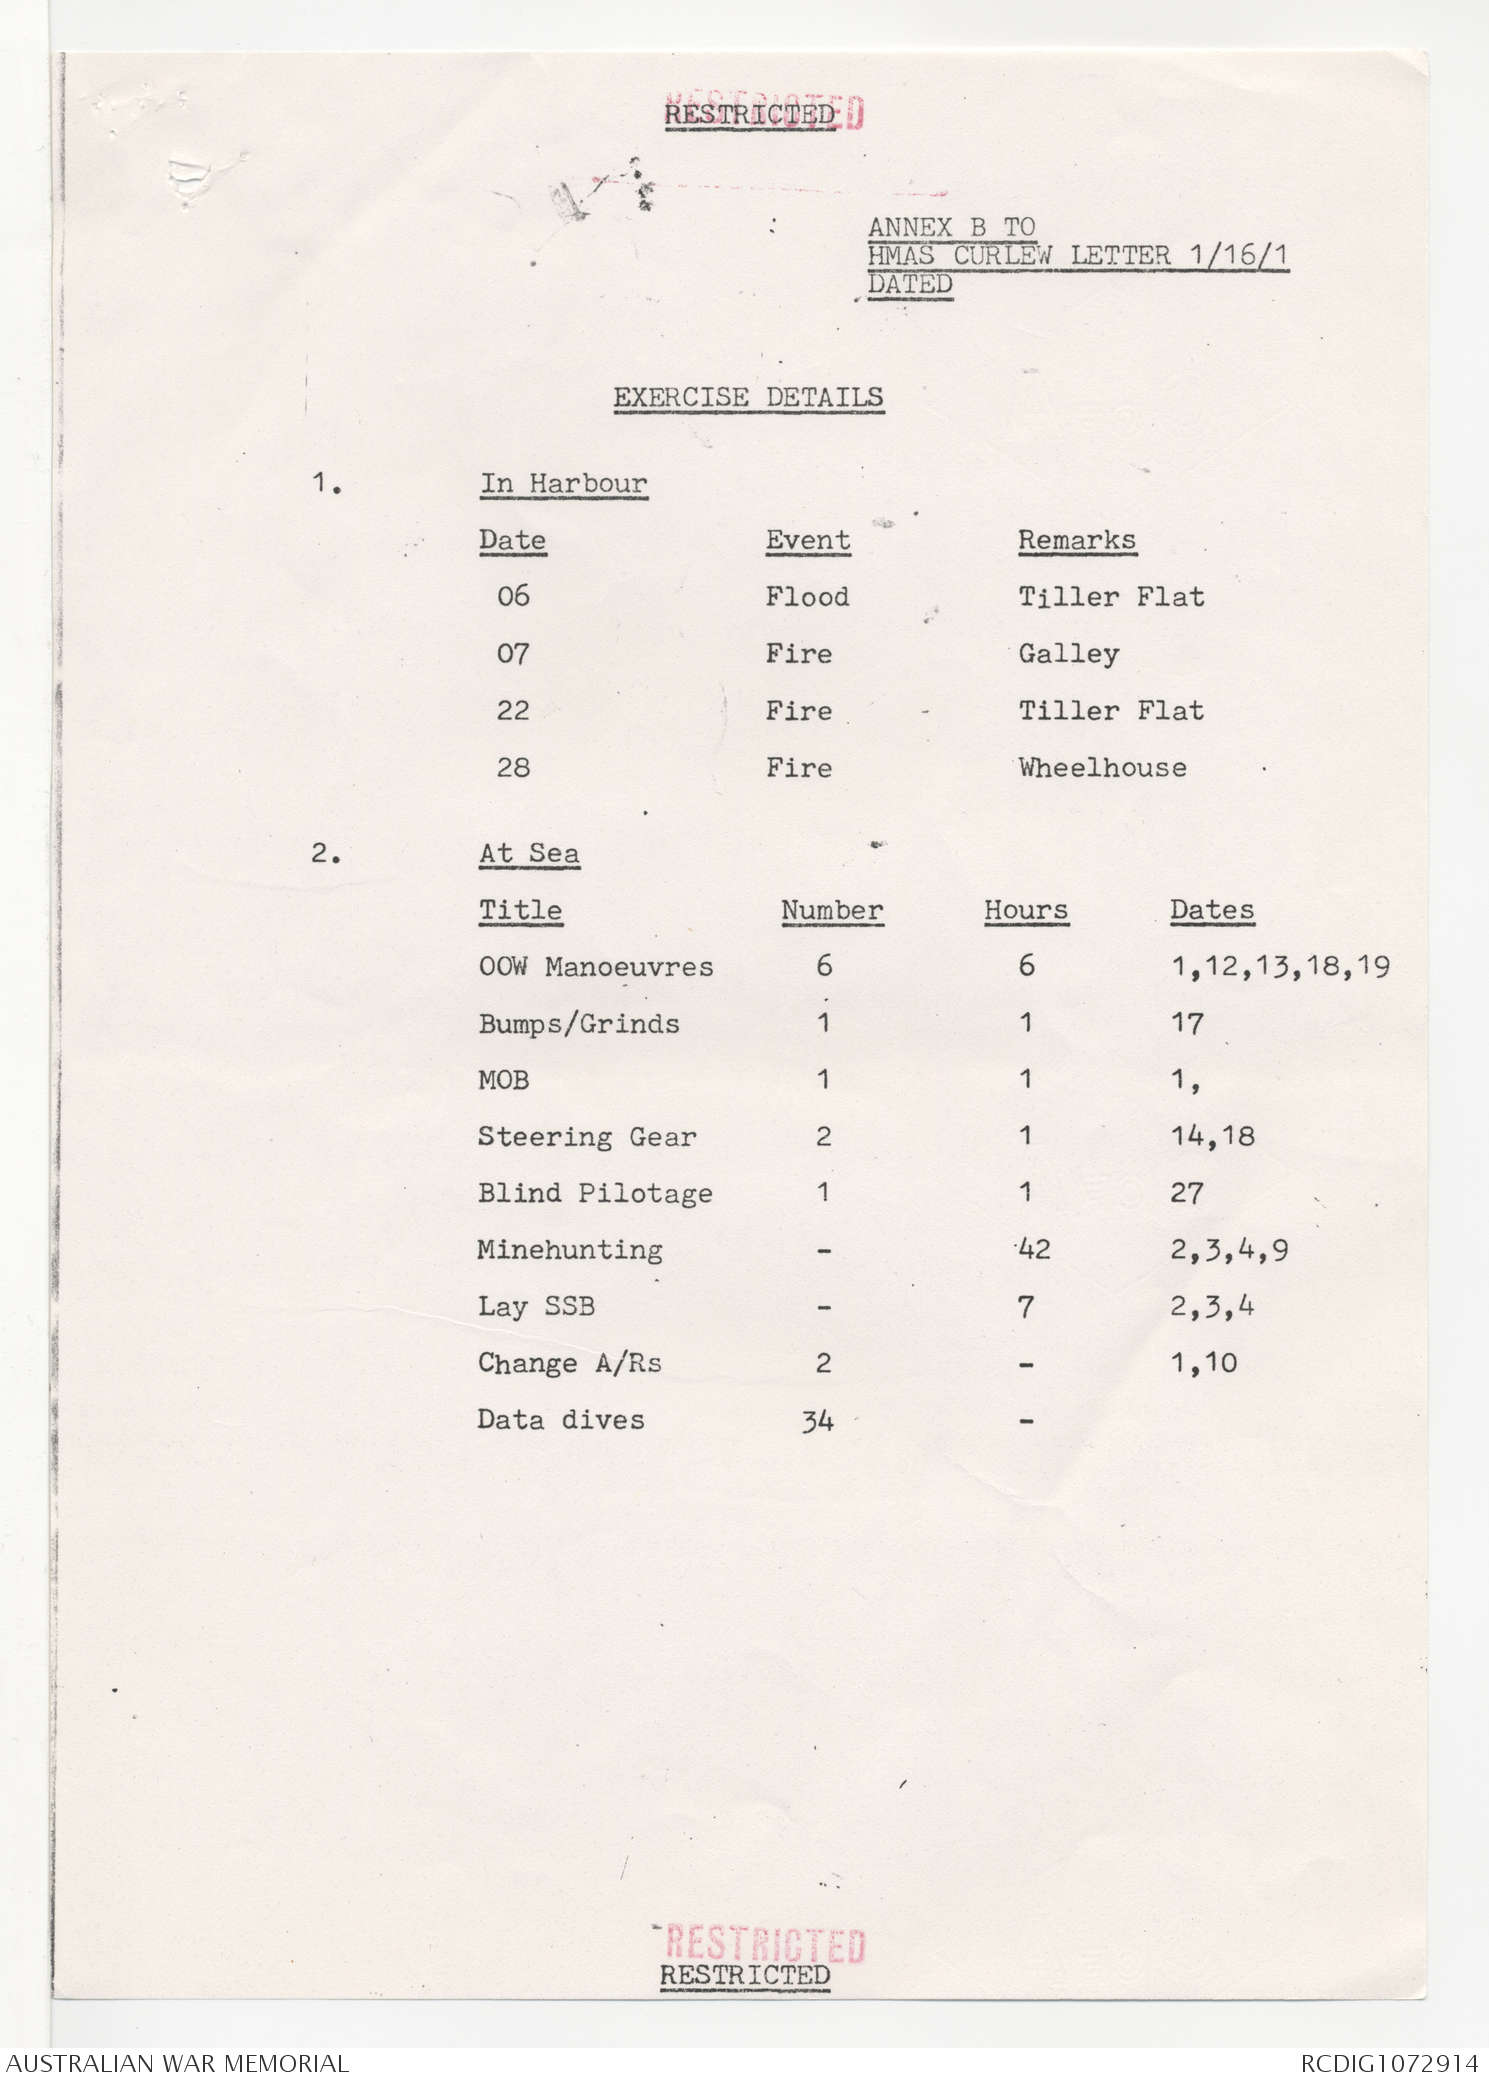 RESTRICTED
RESTRICTED
ANNEX B TO
HMAS CURLEW LETTER 1/16/1
DATED
EXERCISE DETAILS
1. In Harbour
Date Event Remarks
06 Flood Tiller Flat
07 Fire Galley
22 Fire Tiller Flat
28 Fire Wheelhouse
2. At Sea
Title Number Hours Dates
OOW Manoeuvres 6 6 1,12,13,18,19
Bumps/Grinds 1 1 17
MOB 1 1 1,
Steering Gear 2 1 14,18
Blind Pilotage 1 1 27
Minehunting - 42 2,3,4,9
Lay SSB - 7 2,3,4
Change A/Rs 2 - 1,10
Data dives 34 -
RESTRICTED
RESTRICTED
AUSTRALIAN WAR MEMORIAL RCDIG1072914